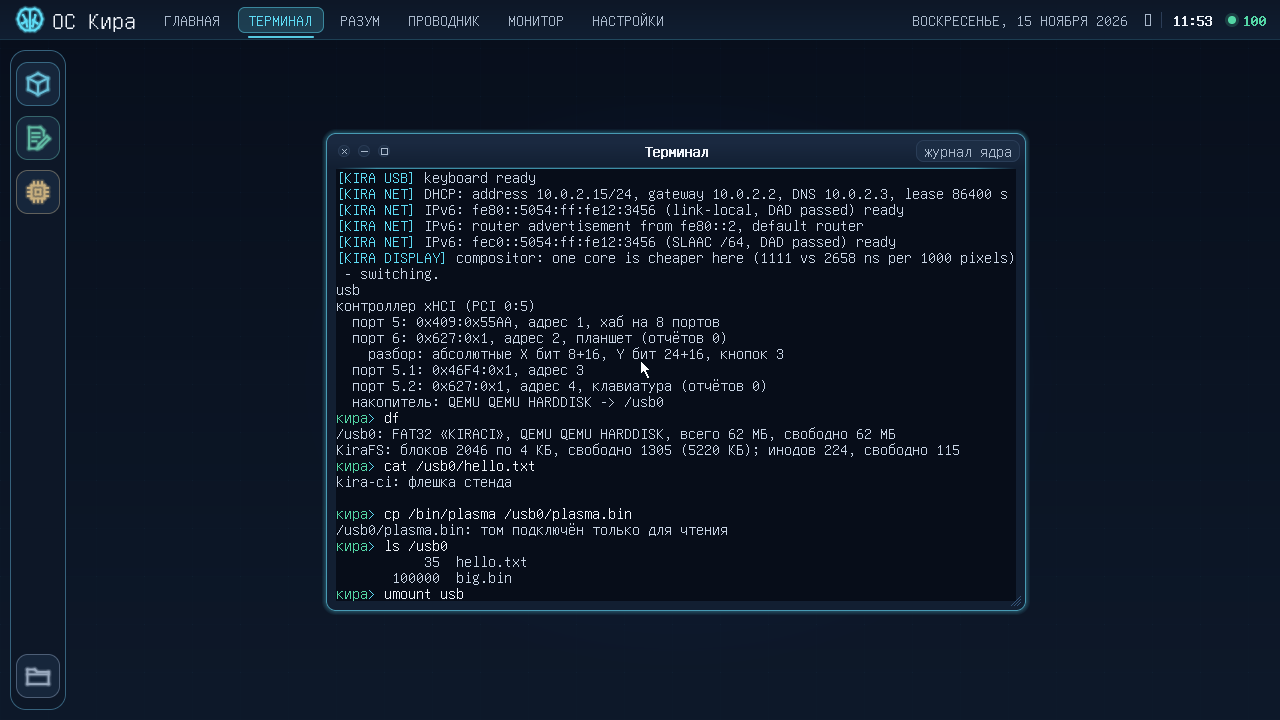 ОС Кира
ГЛАВНАЯ
ТЕРМИНАЛ
РАЗУМ
ПРОВОДНИК
МОНИТОР
НАСТРОЙКИ
ВОСКРЕСЕНЬЕ, 15 НОЯБРЯ 2026
11:53
100
Терминал
журнал ядра
[KIRA USB] keyboard ready
[KIRA NET] DHCP: address 10.0.2.15/24, gateway 10.0.2.2, DNS 10.0.2.3, lease 86400 s
[KIRA NET] IPv6: fe80::5054:ff:fe12:3456 (link-local, DAD passed) ready
[KIRA NET] IPv6: router advertisement from fe80::2, default router
[KIRA NET] IPv6: fec0::5054:ff:fe12:3456 (SLAAC /64, DAD passed) ready
[KIRA DISPLAY] compositor: one core is cheaper here (1111 vs 2658 ns per 1000 pixels)
- switching.
usb
контроллер xHCI (PCI 0:5)
порт 5: 0x409:0x55AA, адрес 1, хаб на 8 портов
порт 6: 0x627:0x1, адрес 2, планшет (отчётов 0)
разбор: абсолютные X бит 8+16, Y бит 24+16, кнопок 3
порт 5.1: 0x46F4:0x1, адрес 3
порт 5.2: 0x627:0x1, адрес 4, клавиатура (отчётов 0)
накопитель: QEMU QEMU HARDDISK -> /usb0
кира> df
/usb0: FAT32 «KIRACI», QEMU QEMU HARDDISK, всего 62 МБ, свободно 62 МБ
KiraFS: блоков 2046 по 4 КБ, свободно 1305 (5220 КБ); инодов 224, свободно 115
кира> cat /usb0/hello.txt
kira-ci: флешка стенда
кира> cp /bin/plasma /usb0/plasma.bin
/usb0/plasma.bin: том подключён только для чтения
кира> ls /usb0
35 hello.txt
100000 big.bin
кира> umount usb